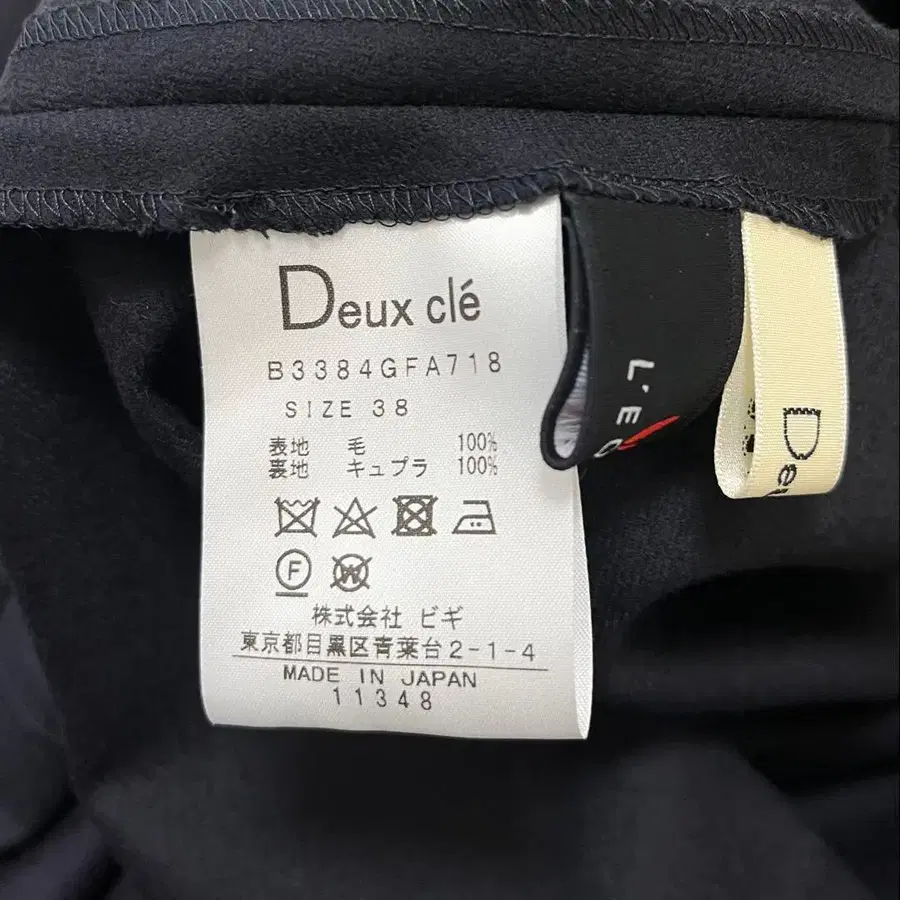 Deux clé
B3384GFA718
SIZE 38
表地 毛 100%
裏地 キュプラ 100%
F
W
株式会社 ビギ
東京都目黒区青葉台2-1-4
MADE IN JAPAN
11348
L'E
De